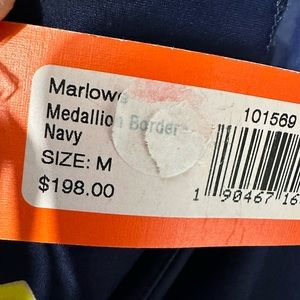 Marlowe
Medallion Border
Navy
SIZE: M
$198.00
101569
1 90467 16